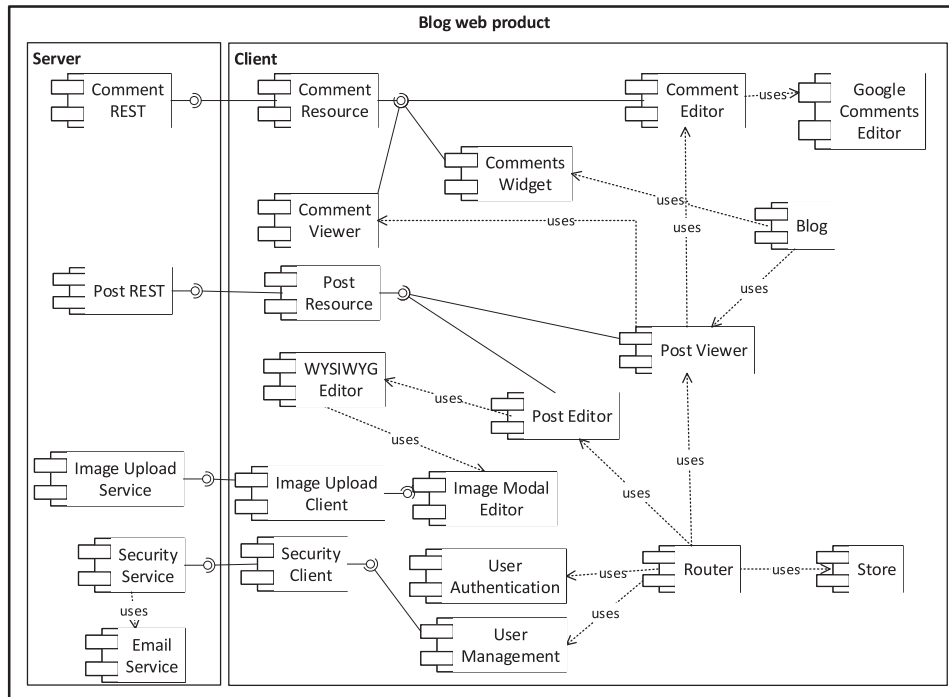 Blog web product
Server
Client
Comment
REST
Comment
Resource
Comment
Editor
uses
Google
Comments
Editor
Comments
Widget
Comment
Viewer
uses
uses
uses
Blog
uses
Post REST
Post
Resource
Post Viewer
WYSIWYG
Editor
uses
Post Editor
uses
uses
Image Upload
Service
Image Upload
Client
Image Modal
Editor
uses
Security
Service
Security
Client
User
Authentication
uses
Router
uses
Store
uses
uses
Email
Service
User
Management